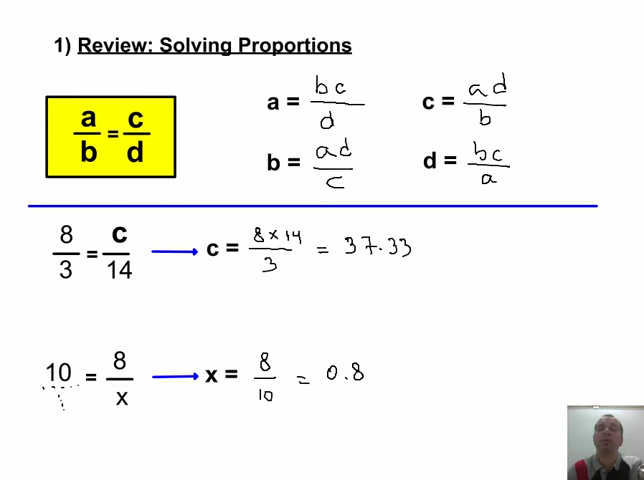 1) Review: Solving Proportions
a/b = c/d
a = bc/d
c = ad/b
b = ad/c
d = bc/a
8/3 = c/14 → c = 8 × 14/3 = 37.33
10/1 = 8/x → x = 8/10 = 0.8